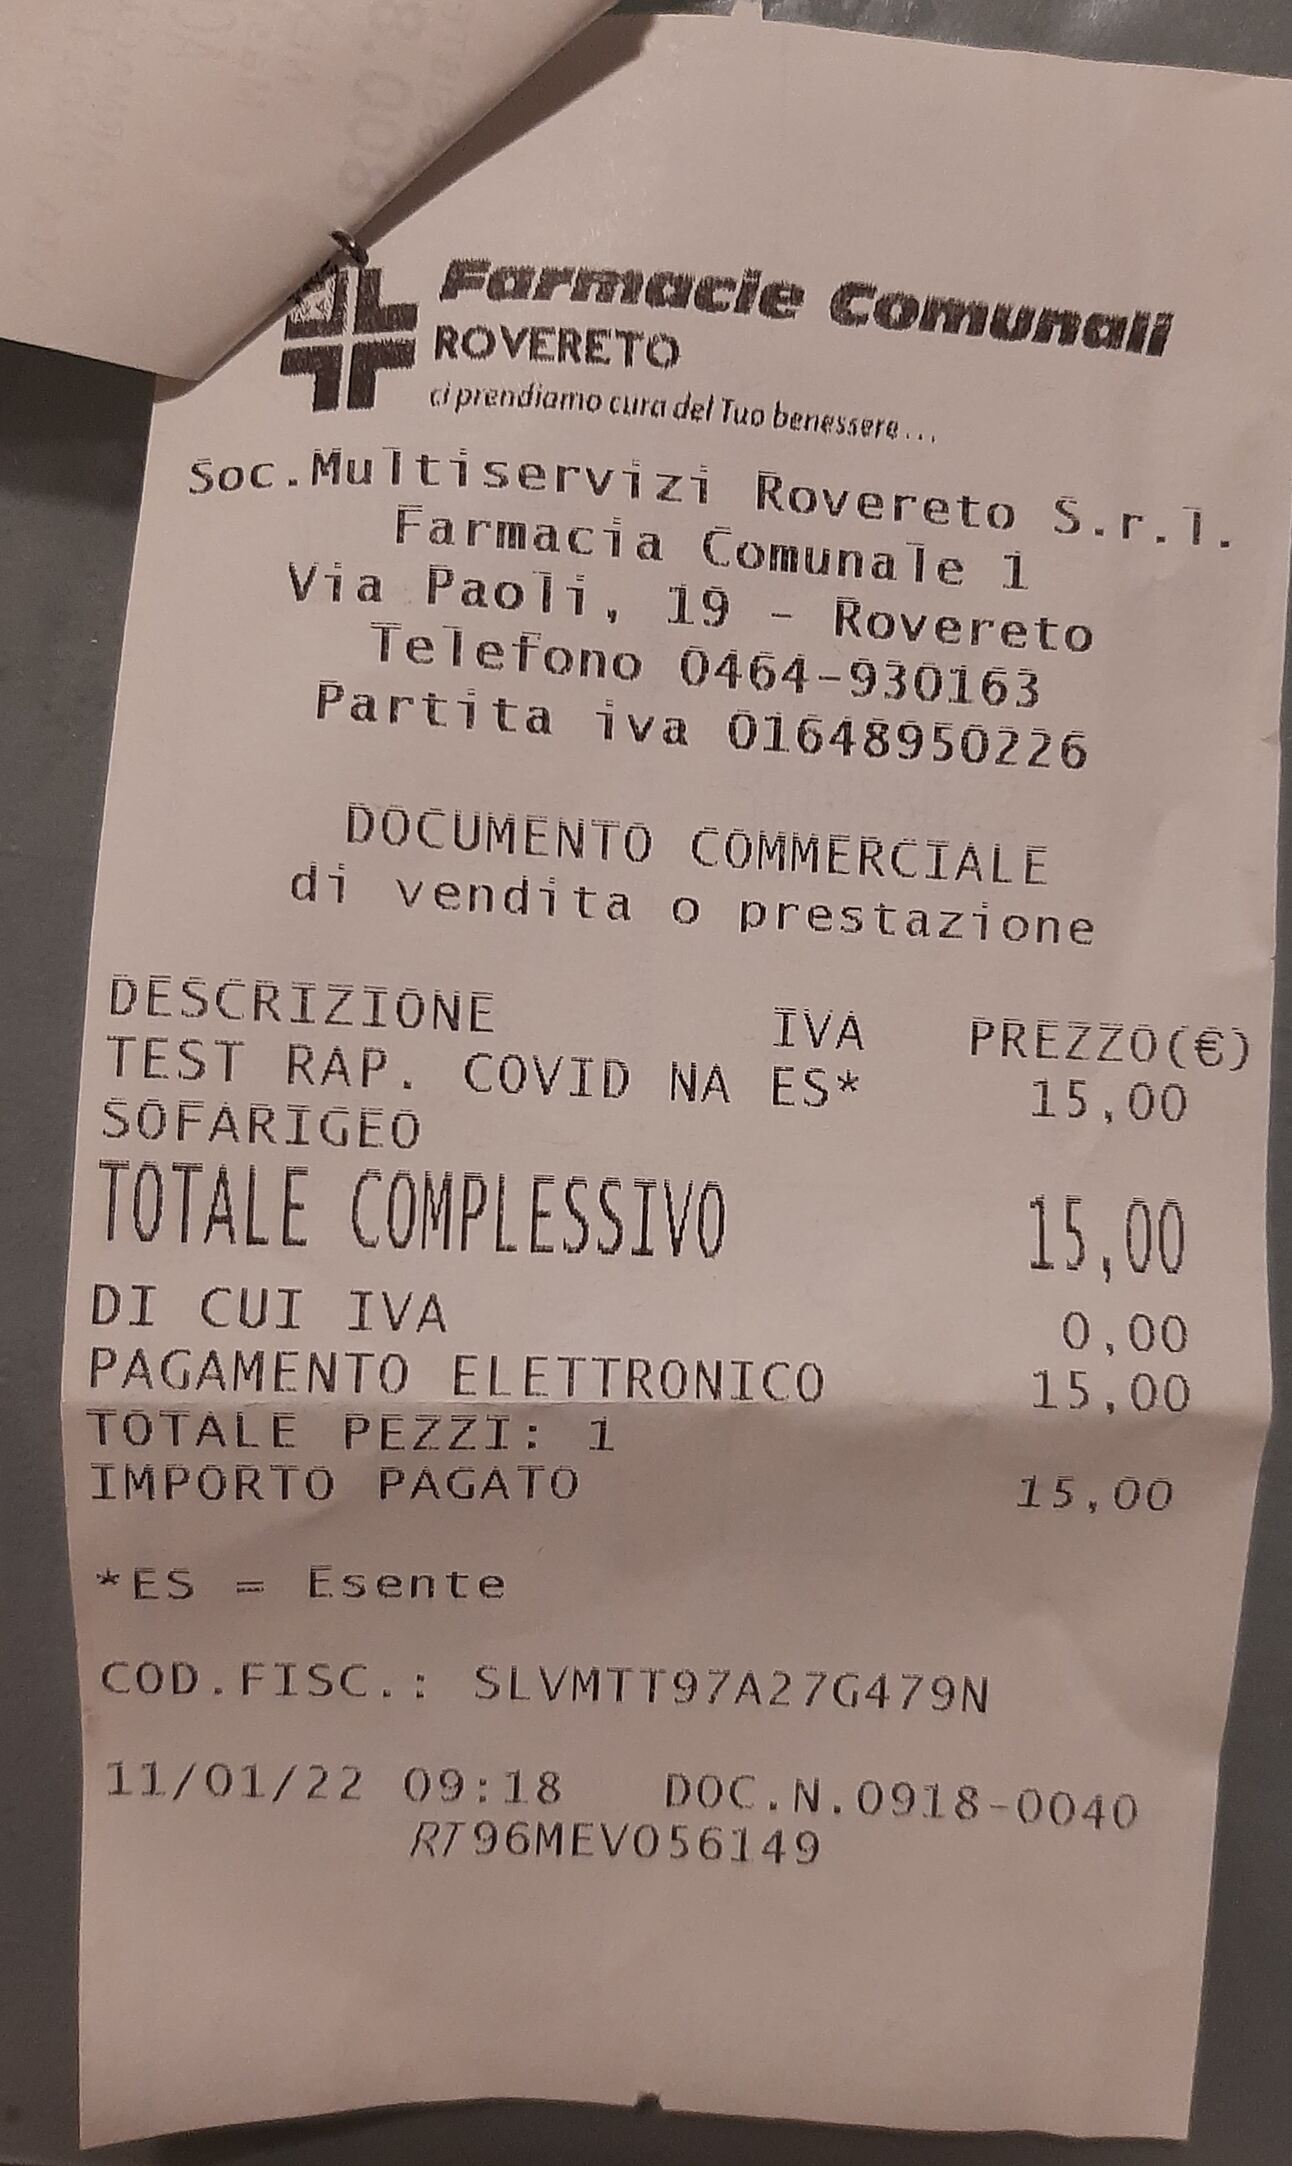 Farmacie Comunali
ROVERETO
ci prendiamo cura del Tuo benessere...
Soc.Multiservizi Rovereto S.r.l.
Farmacia Comunale 1
Via Paoli, 19 - Rovereto
Telefono 0464-930163
Partita iva 01648950226
DOCUMENTO COMMERCIALE
di vendita o prestazione
DESCRIZIONE IVA PREZZO(€)
TEST RAP. COVID NA ES* 15,00
SOFARIGEO
TOTALE COMPLESSIVO 15,00
DI CUI IVA 0,00
PAGAMENTO ELETTRONICO 15,00
TOTALE PEZZI: 1
IMPORTO PAGATO 15,00
*ES = Esente
COD.FISC.: SLVMTT97A27G479N
11/01/22 09:18 DOC.N.0918-0040
RT 96MEV056149